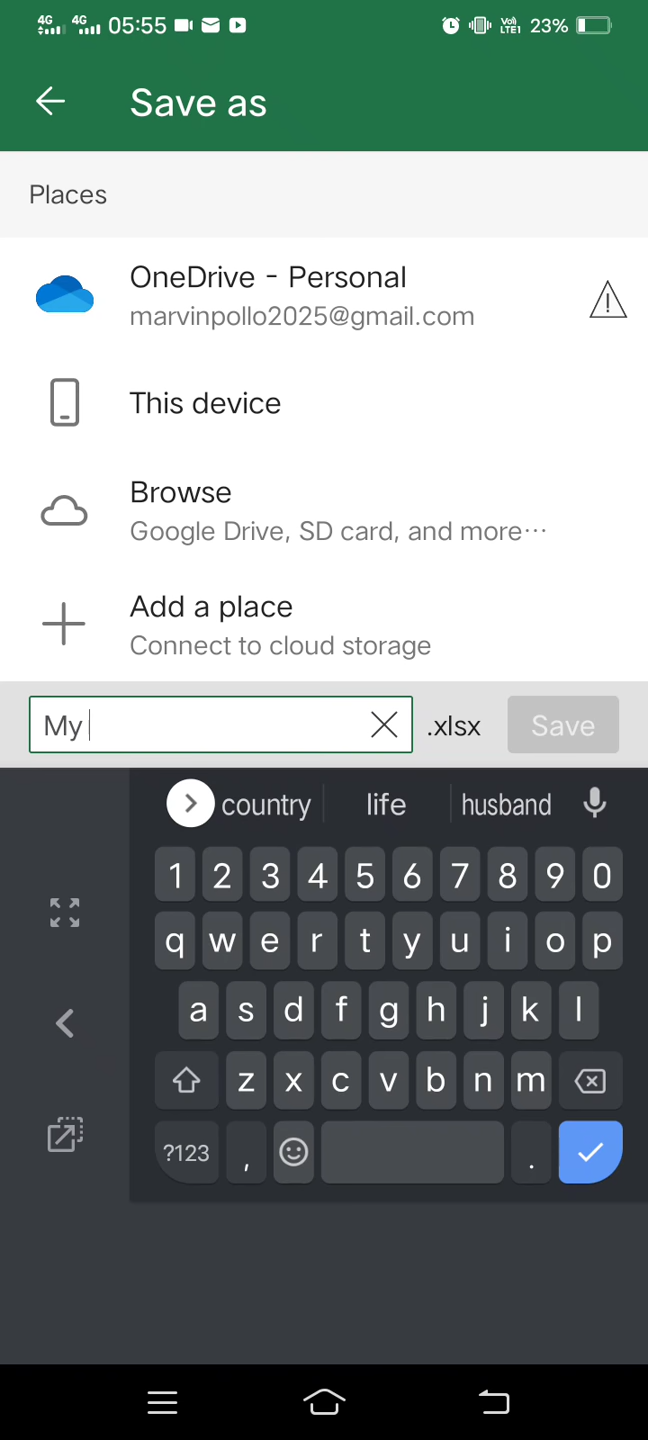 4G 4G 05:55 Vo) LTE1 23%
Save as
Places
OneDrive - Personal
marvinpollo2025@gmail.com
This device
Browse
Google Drive, SD card, and more...
Add a place
Connect to cloud storage
My .xlsx Save
country life husband
1 2 3 4 5 6 7 8 9 0
q w e r t y u i o p
a s d f g h j k l
z x c v b n m
?123 , .